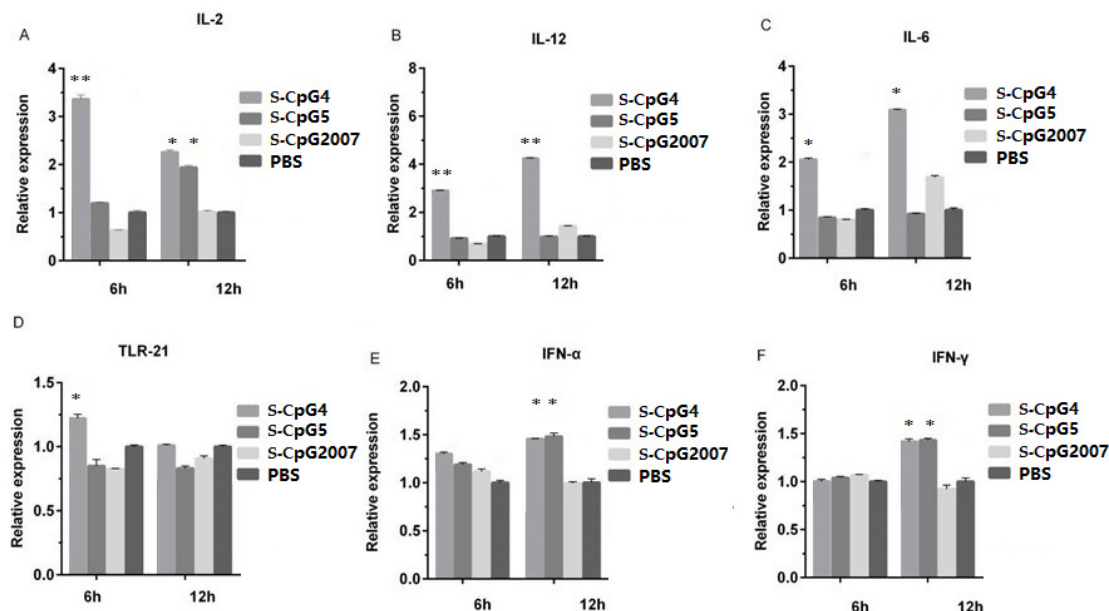 A
IL-2
Relative expression
4
3
2
1
0
**
* *
6h
12h
S-CpG4
S-CpG5
S-CpG2007
PBS
B
IL-12
Relative expression
8
6
4
2
0
**
**
6h
12h
S-CpG4
S-CpG5
S-CpG2007
PBS
C
IL-6
Relative expression
4
3
2
1
0
*
*
6h
12h
S-CpG4
S-CpG5
S-CpG2007
PBS
D
TLR-21
Relative expression
1.5
1.0
0.5
0.0
*
6h
12h
S-CpG4
S-CpG5
S-CpG2007
PBS
E
IFN-α
Relative expression
2.0
1.5
1.0
0.5
0.0
* *
6h
12h
S-CpG4
S-CpG5
S-CpG2007
PBS
F
IFN-γ
Relative expression
2.0
1.5
1.0
0.5
0.0
* *
6h
12h
S-CpG4
S-CpG5
S-CpG2007
PBS